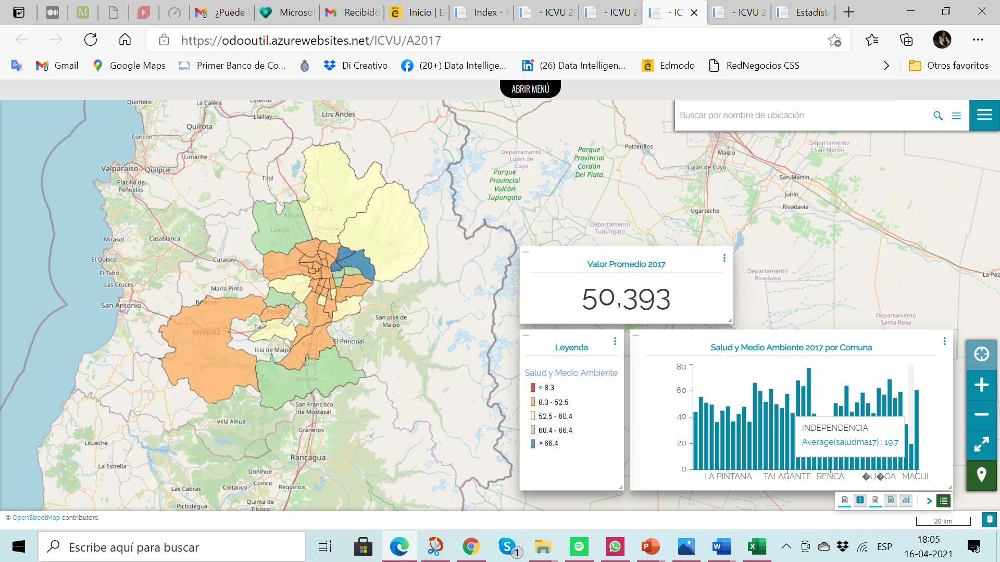 ¿Puede
Microsof
Recibido
Inicio | E
Index - I
- ICVU 2
- ICVU 2
- IC
- ICVU 2
Estadísti
https://odooutil.azurewebsites.net/ICVU/A2017
Gmail
Google Maps
Primer Banco de Co...
Di Creativo
(20+) Data Intellige...
(26) Data Intelligen...
Edmodo
RedNegocios CSS
Otros favoritos
ABRIR MENÚ
Buscar por nombre de ubicación
Quintero
La Calera
Catemu
Llaillay
Los Andes
Quillota
Concón
Limache
Valparaíso
Quilpué
Placilla de
Peñuelas
Tiltil
Colina
Batuco
Lampa
Chicureo
Mirasol
Casablanca
El Quisco
Curacaví
El Tabo
Santiago
Las Cruces
María Pinto
San Antonio
Bollenar
Peñaflor
Melipilla
Talagante
San José de
Maipo
Isla de Maipo
Buin
El Principal
Paine
Hospital
San Francisco
de Mostazal
Villa Alhué
Graneros
Litueche
Rancagua
La Estrella
Doñihue
Coinco
Coltauco
Requinoa
Las Cabras
Quinta de
Tilcoco
Pichidegua
Potrerillos
Maipú
Departamento
San Martín
Departamento
Luján de
Cuyo
Parque
Provincial
Cordón
Del Plata
Luján de Cuyo
Parque
Provincial
Volcán
Tupungato
San Martín
Junín
Rivadavia
Ugarteche
Departamento
Tupungato
Departamento
Rivadavia
La Paz
Departamento
Santa Rosa
Valor Promedio 2017
50,393
Leyenda
Salud y Medio Ambiente
< 8.3
8.3 - 52.5
52.5 - 60.4
60.4 - 66.4
> 66.4
Salud y Medio Ambiente 2017 por Comuna
80
60
40
20
0
INDEPENDENCIA
Average(saludma17) : 19.7
LA PINTANA
TALAGANTE
RENCA
�U�OA
MACUL
1
© OpenStreetMap contributors.
20 km
Escribe aquí para buscar
1
ESP
18:05
16-04-2021